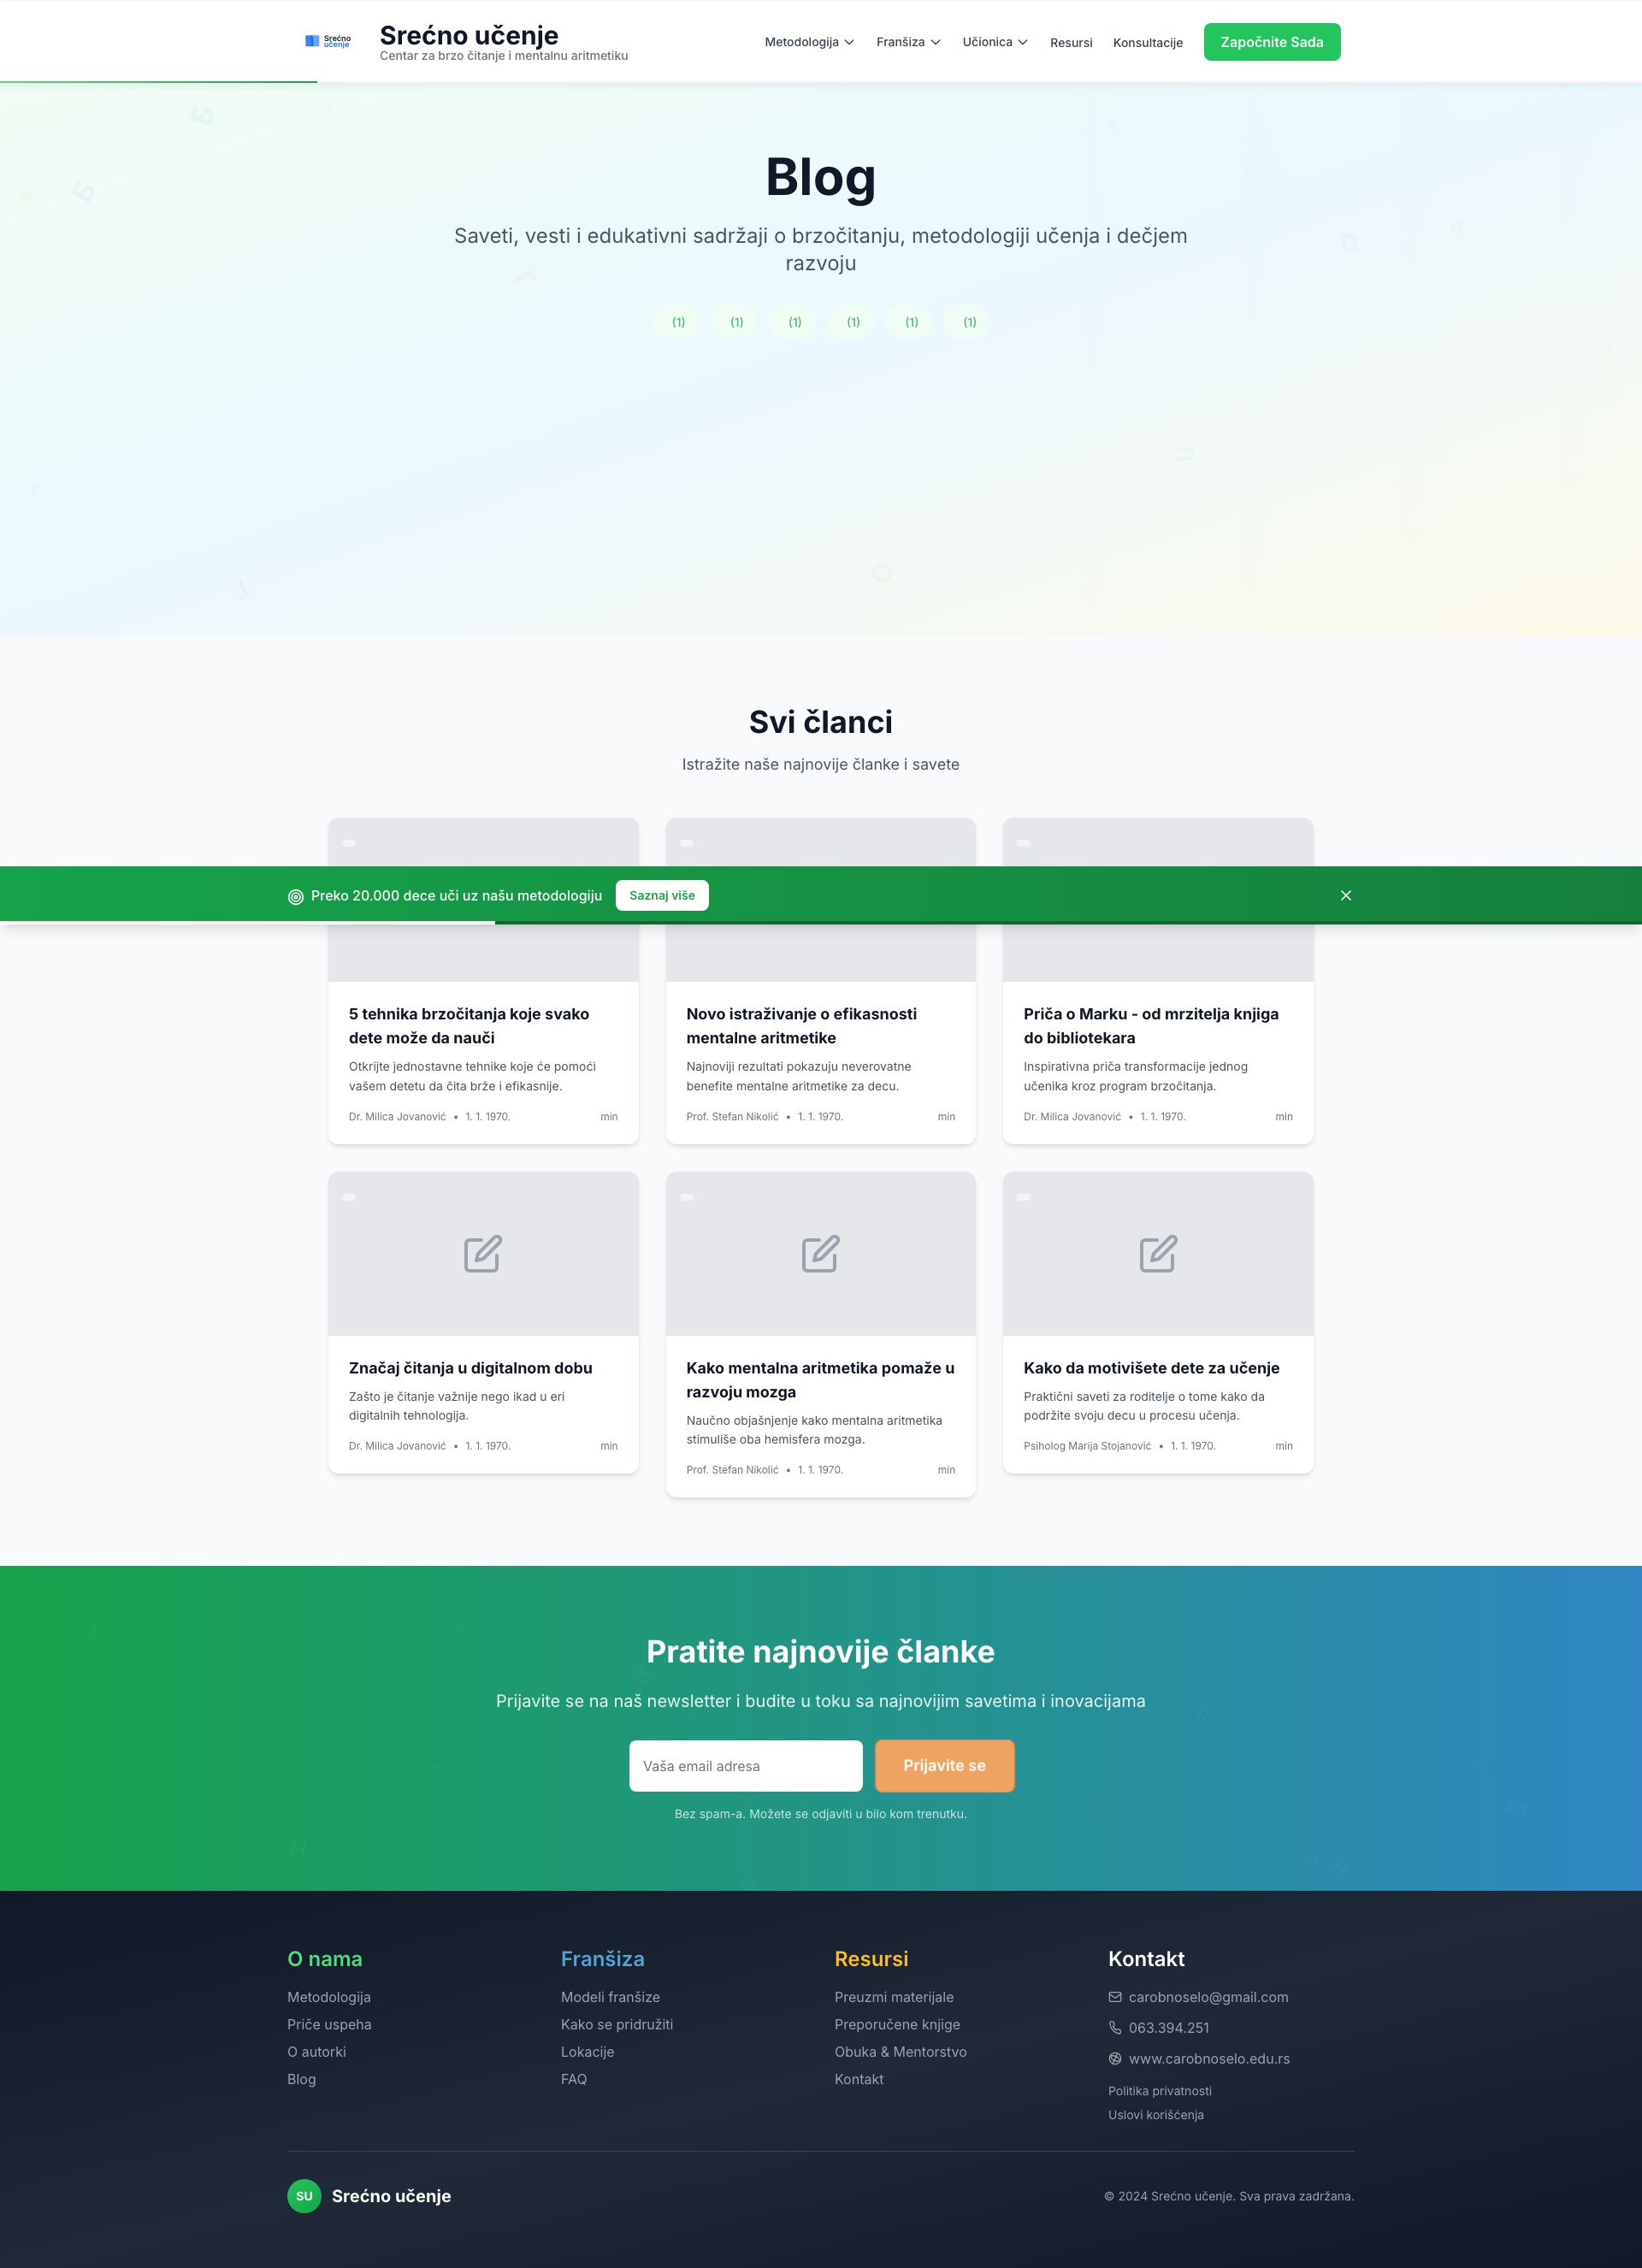 Srećno
učenje
Srećno učenje
Centar za brzo čitanje i mentalnu aritmetiku
Metodologija
Franšiza
Učionica
Resursi
Konsultacije
Započnite Sada
Blog
Saveti, vesti i edukativni sadržaji o brzočitanju, metodologiji učenja i dečjem
razvoju
(1)
(1)
(1)
(1)
(1)
(1)
Svi članci
Istražite naše najnovije članke i savete
Preko 20.000 dece uči uz našu metodologiju
Saznaj više
5 tehnika brzočitanja koje svako
dete može da nauči
Otkrijte jednostavne tehnike koje će pomoći
vašem detetu da čita brže i efikasnije.
Dr. Milica Jovanović • 1. 1. 1970. min
Novo istraživanje o efikasnosti
mentalne aritmetike
Najnoviji rezultati pokazuju neverovatne
benefite mentalne aritmetike za decu.
Prof. Stefan Nikolić • 1. 1. 1970. min
Priča o Marku - od mrzitelja knjiga
do bibliotekara
Inspirativna priča transformacije jednog
učenika kroz program brzočitanja.
Dr. Milica Jovanović • 1. 1. 1970. min
Značaj čitanja u digitalnom dobu
Zašto je čitanje važnije nego ikad u eri
digitalnih tehnologija.
Dr. Milica Jovanović • 1. 1. 1970. min
Kako mentalna aritmetika pomaže u
razvoju mozga
Naučno objašnjenje kako mentalna aritmetika
stimuliše oba hemisfera mozga.
Prof. Stefan Nikolić • 1. 1. 1970. min
Kako da motivišete dete za učenje
Praktični saveti za roditelje o tome kako da
podržite svoju decu u procesu učenja.
Psiholog Marija Stojanović • 1. 1. 1970. min
Pratite najnovije članke
Prijavite se na naš newsletter i budite u toku sa najnovijim savetima i inovacijama
Vaša email adresa
Prijavite se
Bez spam-a. Možete se odjaviti u bilo kom trenutku.
O nama
Metodologija
Priče uspeha
O autorki
Blog
Franšiza
Modeli franšize
Kako se pridružiti
Lokacije
FAQ
Resursi
Preuzmi materijale
Preporučene knjige
Obuka & Mentorstvo
Kontakt
Kontakt
carobnoselo@gmail.com
063.394.251
www.carobnoselo.edu.rs
Politika privatnosti
Uslovi korišćenja
SU
Srećno učenje
© 2024 Srećno učenje. Sva prava zadržana.